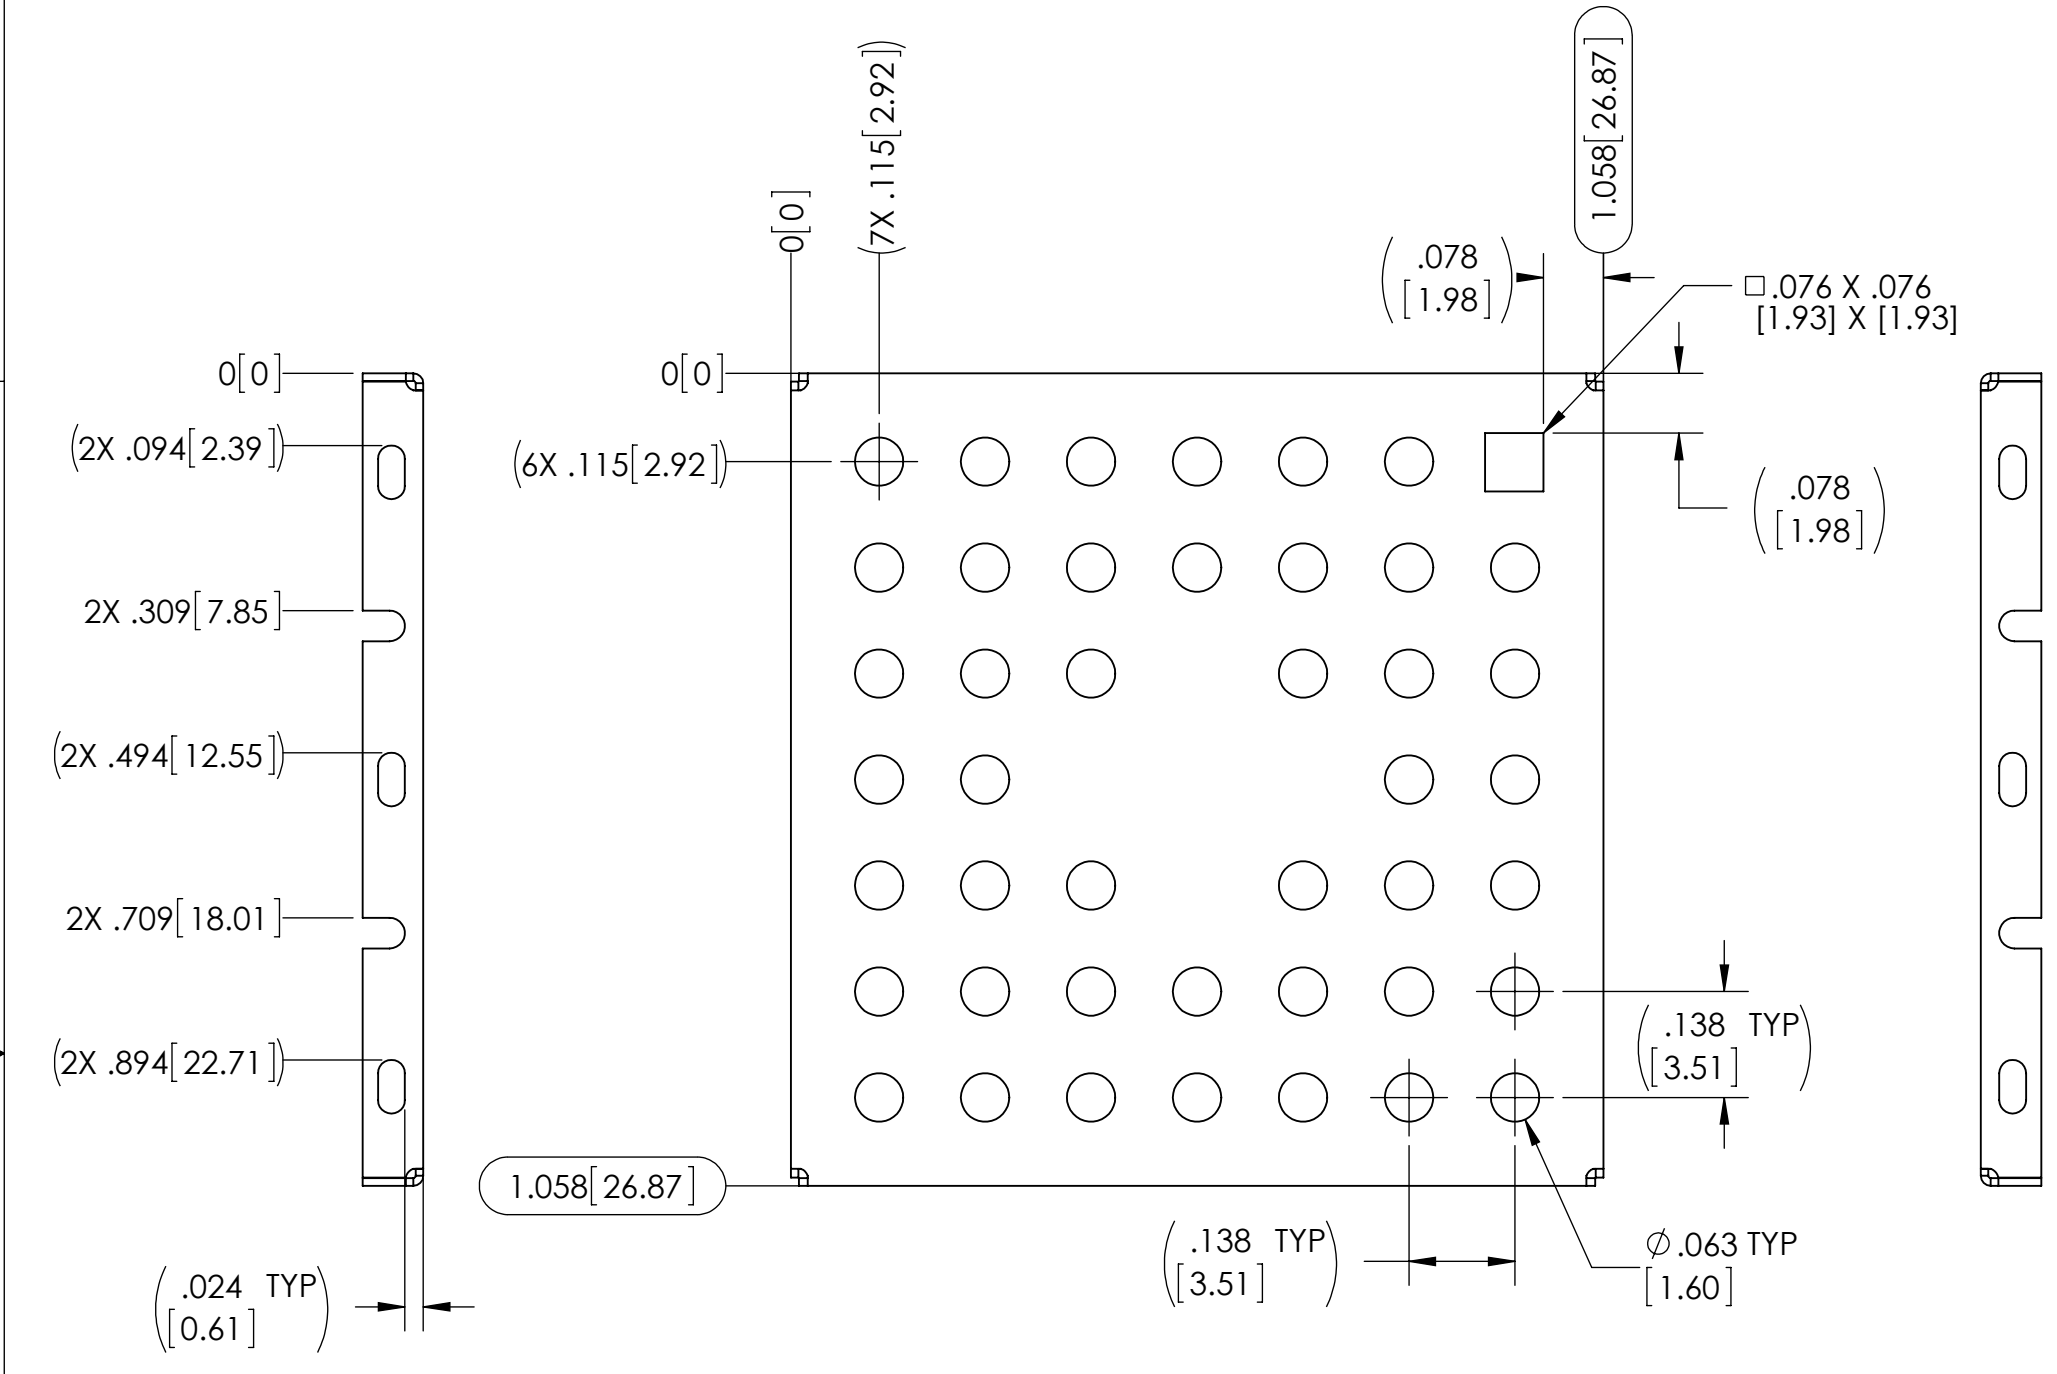 (7X .115[2.92])
1.058[26.87]
0[0]
(.078
[1.98])
□.076 X .076
[1.93] X [1.93]
0[0]
0[0]
(2X .094[2.39])
(6X .115[2.92])
(.078
[1.98])
2X .309[7.85]
(2X .494[12.55])
2X .709[18.01]
(2X .894[22.71])
(.138 TYP
[3.51])
1.058[26.87]
(.138 TYP
[3.51])
∅.063 TYP
[1.60]
(.024 TYP
[0.61])